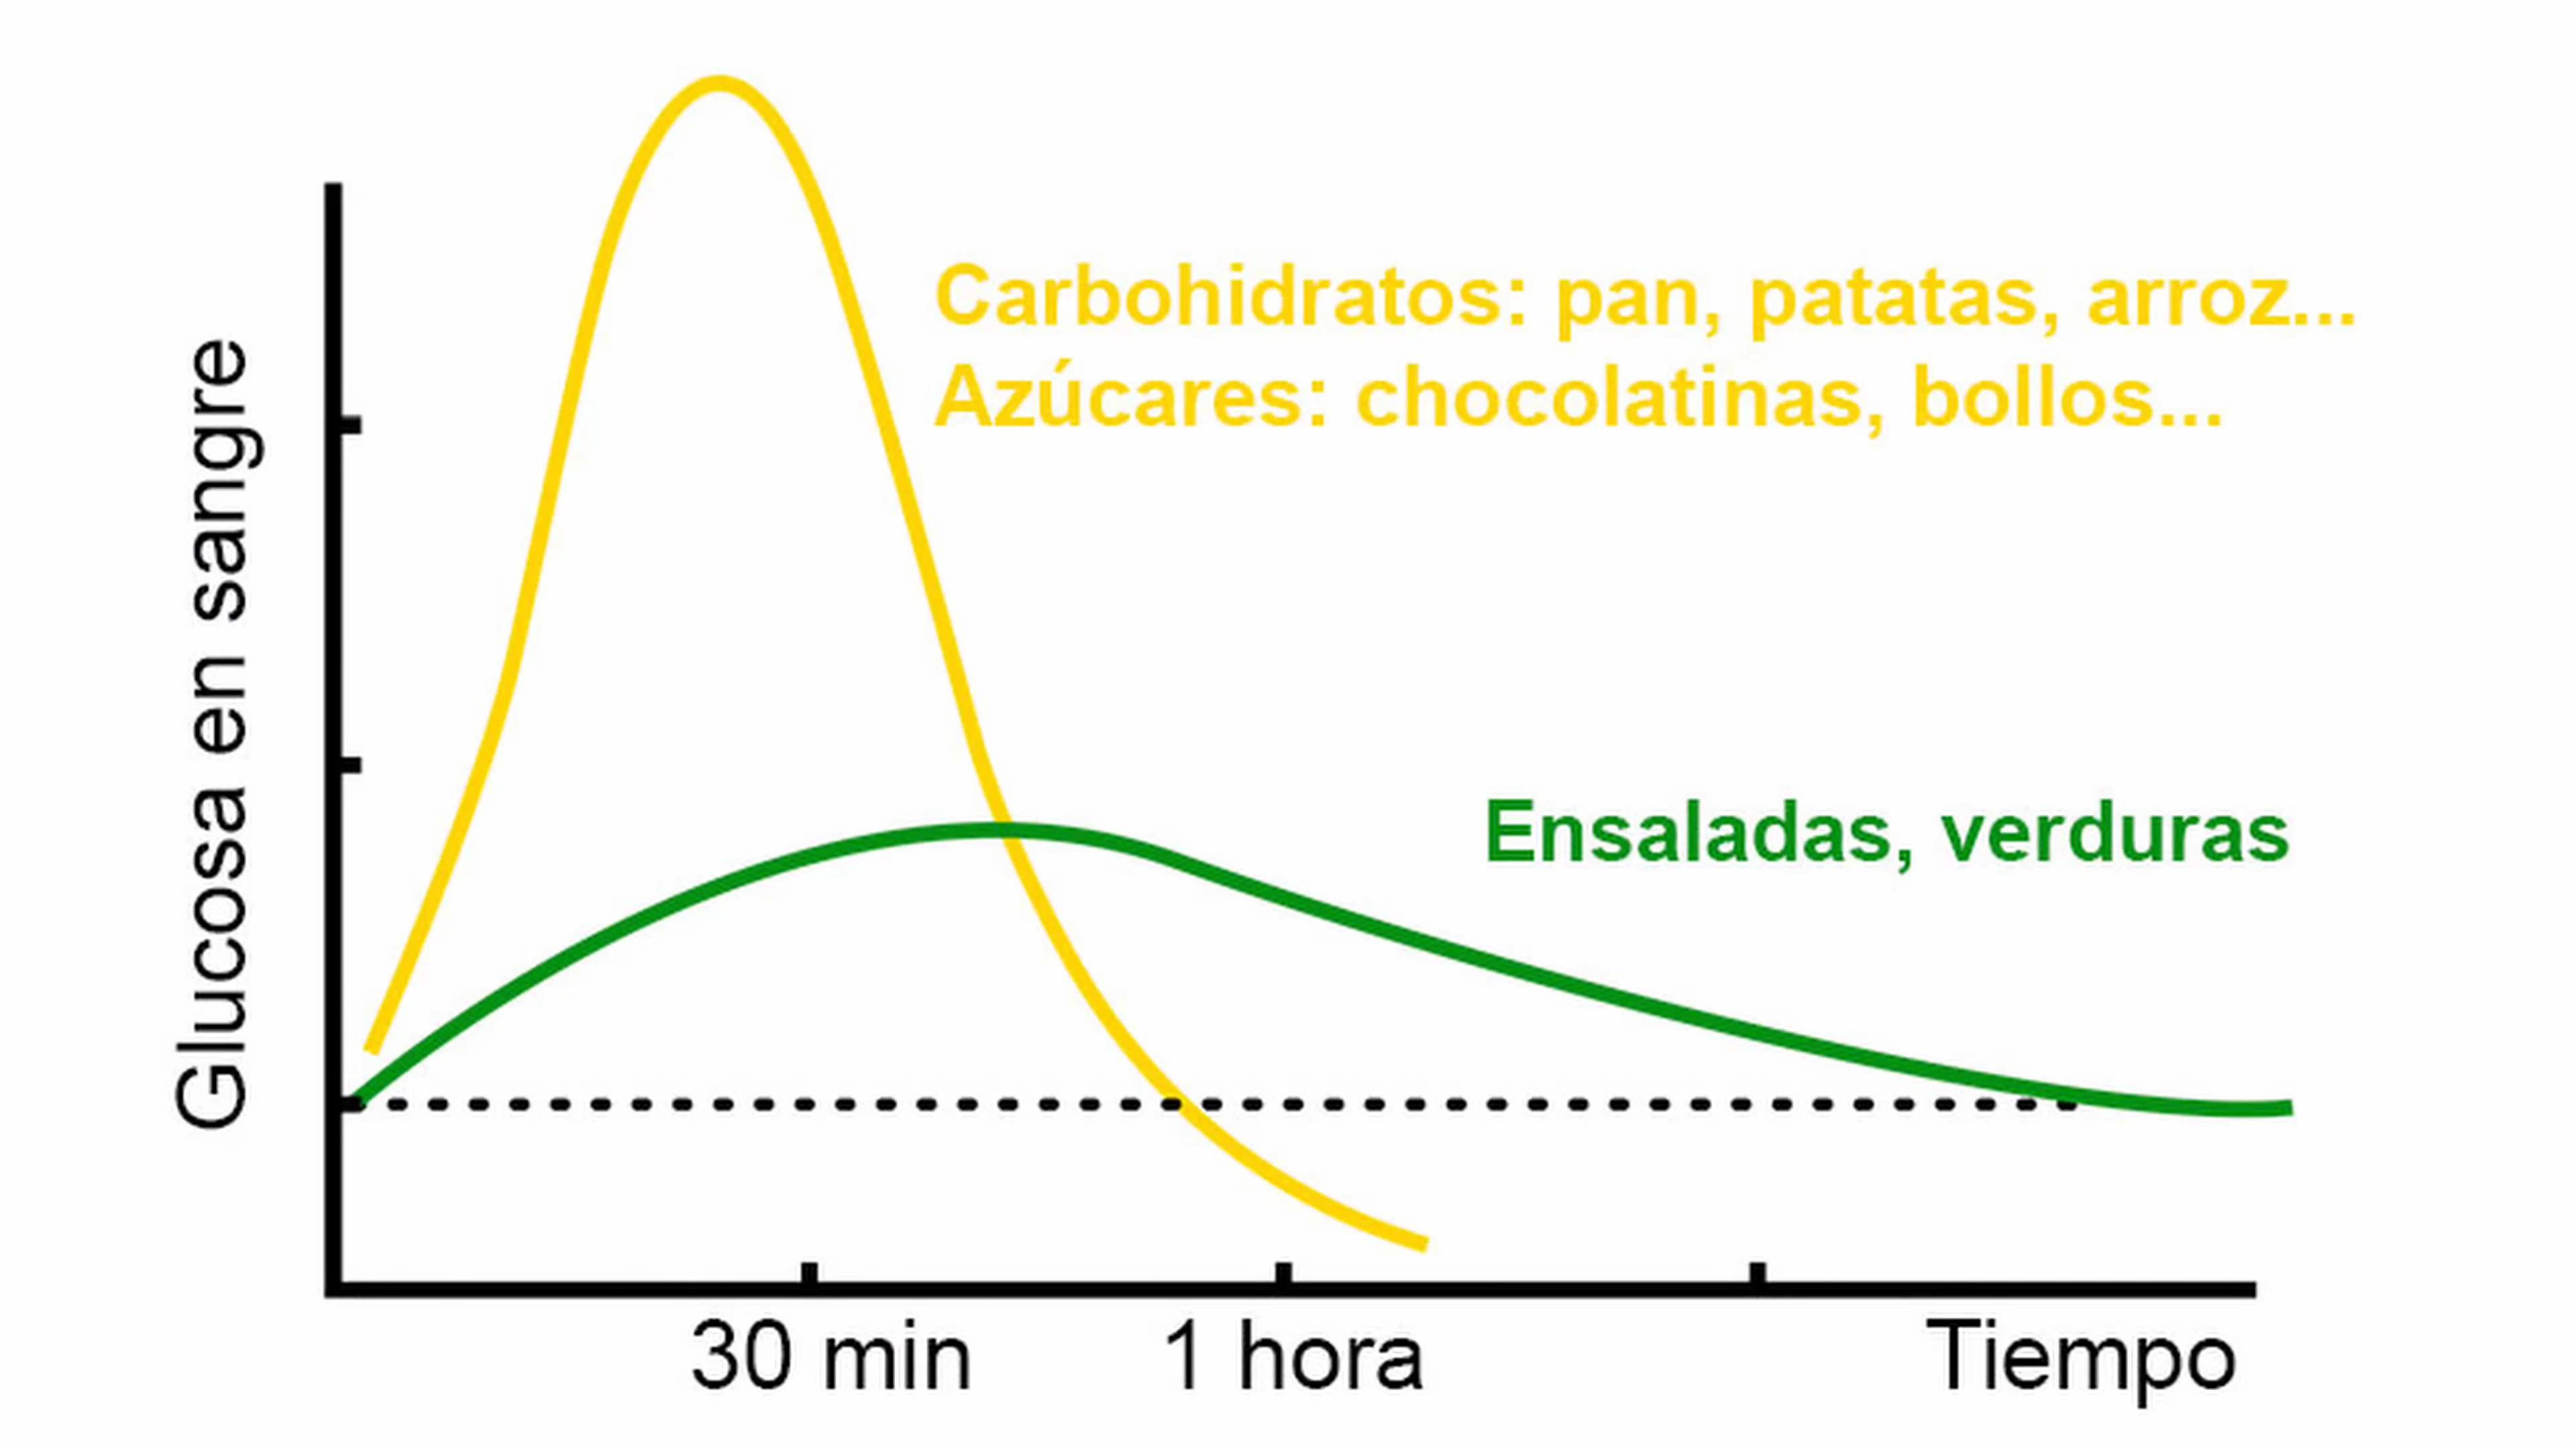 Glucosa en sangre
Carbohidratos: pan, patatas, arroz...
Azúcares: chocolatinas, bollos...
Ensaladas, verduras
30 min
1 hora
Tiempo